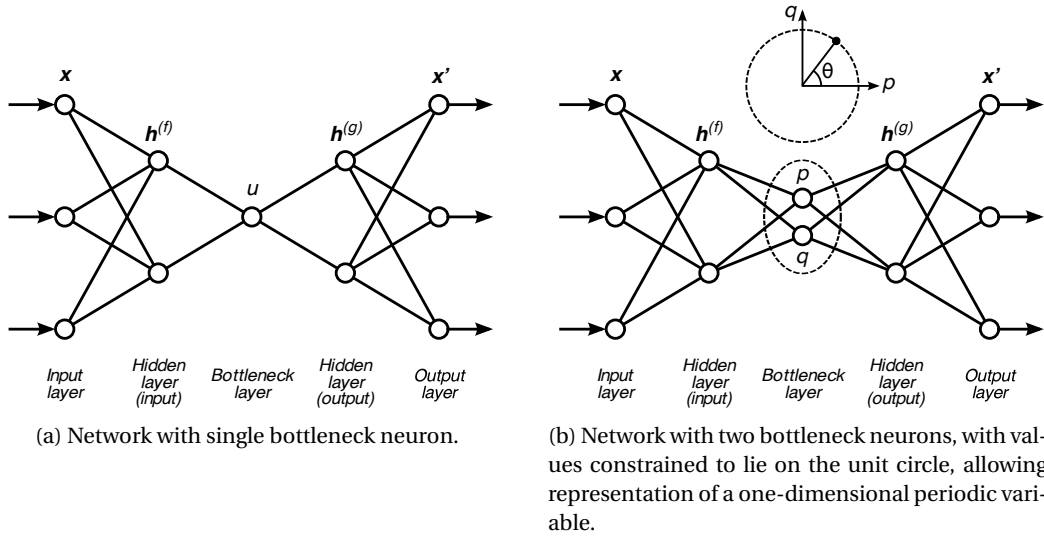 x
h(f)
u
h(g)
x'
Input
layer
Hidden
layer
(input)
Bottleneck
layer
Hidden
layer
(output)
Output
layer
(a) Network with single bottleneck neuron.
q
θ
p
x
h(f)
p
q
h(g)
x'
Input
layer
Hidden
layer
(input)
Bottleneck
layer
Hidden
layer
(output)
Output
layer
(b) Network with two bottleneck neurons, with val-
ues constrained to lie on the unit circle, allowing
representation of a one-dimensional periodic vari-
able.